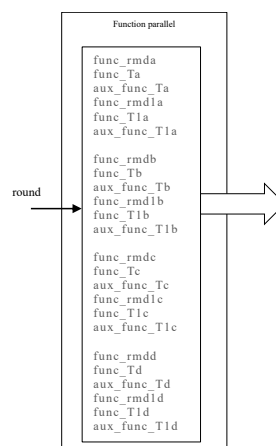 Function parallel
func_rmda
func_Ta
aux_func_Ta
func_rmd1a
func_T1a
aux_func_T1a
func_rmdb
func_Tb
aux_func_Tb
func_rmd1b
round
func_T1b
aux_func_T1b
func_rmdc
func_Tc
aux_func_Tc
func_rmd1c
func_T1c
aux_func_T1c
func_rmdd
func_Td
aux_func_Td
func_rmd1d
func_T1d
aux_func_T1d